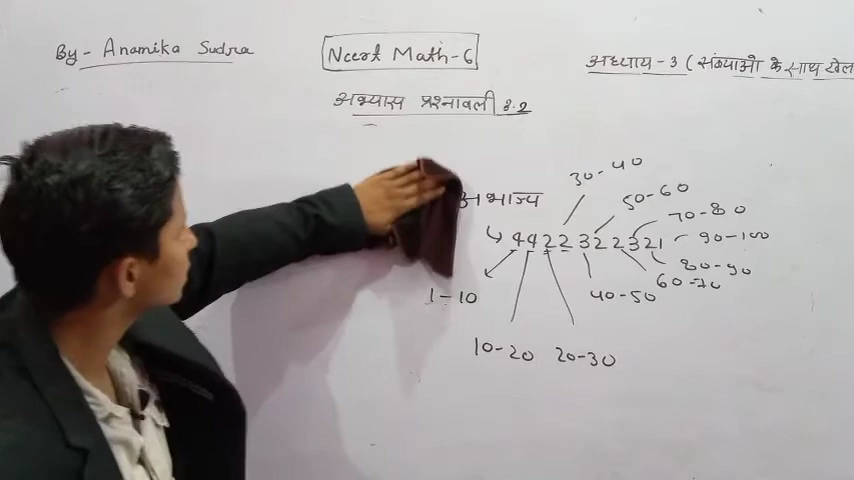 By - Anamika Sudra
Ncert Math-6
अध्याय - 3 ( संख्याओ के साथ खेल
अभ्यास प्रश्नावली 3.2
अभाज्य
30-40
50-60
70-80
90-100
4 4 2 2 3 2 2 3 2 1
80-90
60-70
40-50
1-10
10-20
20-30